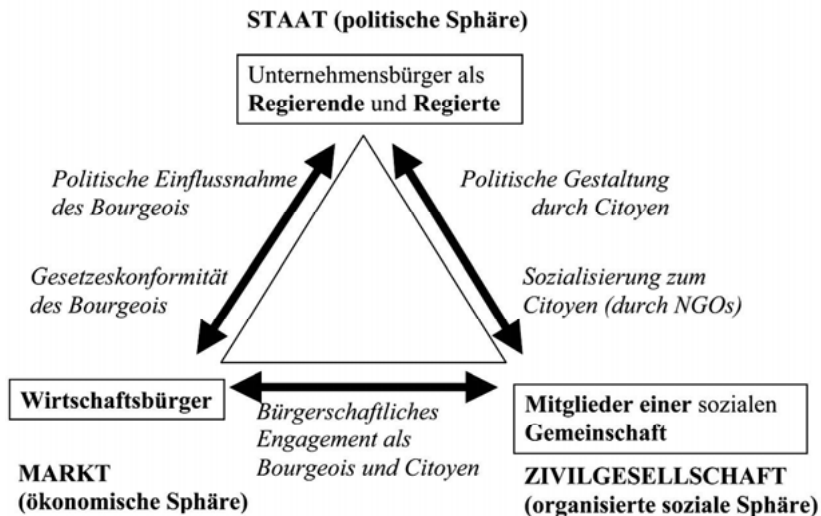 STAAT (politische Sphäre)
Unternehmensbürger als
Regierende und Regierte
Politische Einflussnahme
des Bourgeois
Politische Gestaltung
durch Citoyen
Gesetzeskonformität
des Bourgeois
Sozialisierung zum
Citoyen (durch NGOs)
Wirtschaftsbürger
Bürgerschaftliches
Engagement als
Bourgeois und Citoyen
Mitglieder einer sozialen
Gemeinschaft
MARKT
(ökonomische Sphäre)
ZIVILGESELLSCHAFT
(organisierte soziale Sphäre)